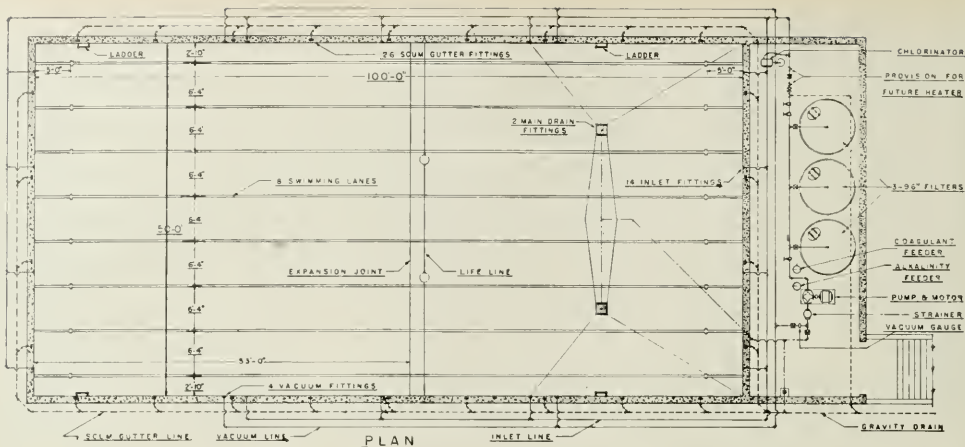 2'-10"
LADDER
26 SCUM GUTTER FITTINGS
LADDER
CHLORINATOR
5'-0"
100'-0"
5'-0"
PROVISION FOR
FUTURE HEATER
6'-4"
2 MAIN DRAIN
FITTINGS
6'-4"
8 SWIMMING LANES
14 INLET FITTINGS
3-96" FILTERS
6'-4"
6'-4"
50'-0"
COAGULANT
FEEDER
6'-4"
EXPANSION JOINT
LIFE LINE
ALKALINITY
FEEDER
PUMP & MOTOR
6'-4"
STRAINER
VACUUM GAUGE
6'-4"
53'-0"
2'-10"
4 VACUUM FITTINGS
SCUM GUTTER LINE
VACUUM LINE
PLAN
INLET LINE
GRAVITY DRAIN